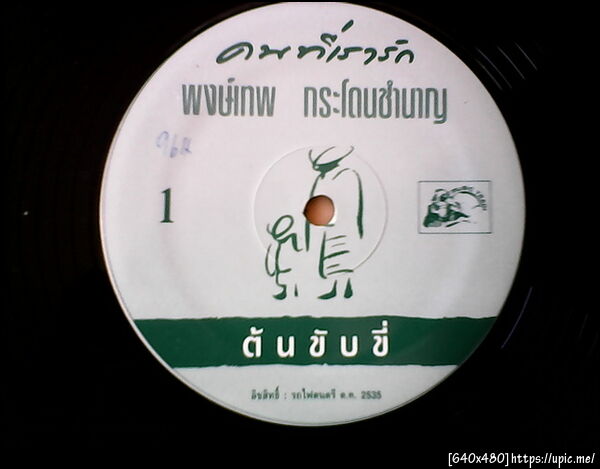 คนที่เรารัก
พงษ์เทพ กระโดนชำนาญ
1
ตันขับขี่
ลิขสิทธิ์ : รถไฟดนตรี ต.ค. 2535
[640x480]https://upic.me/